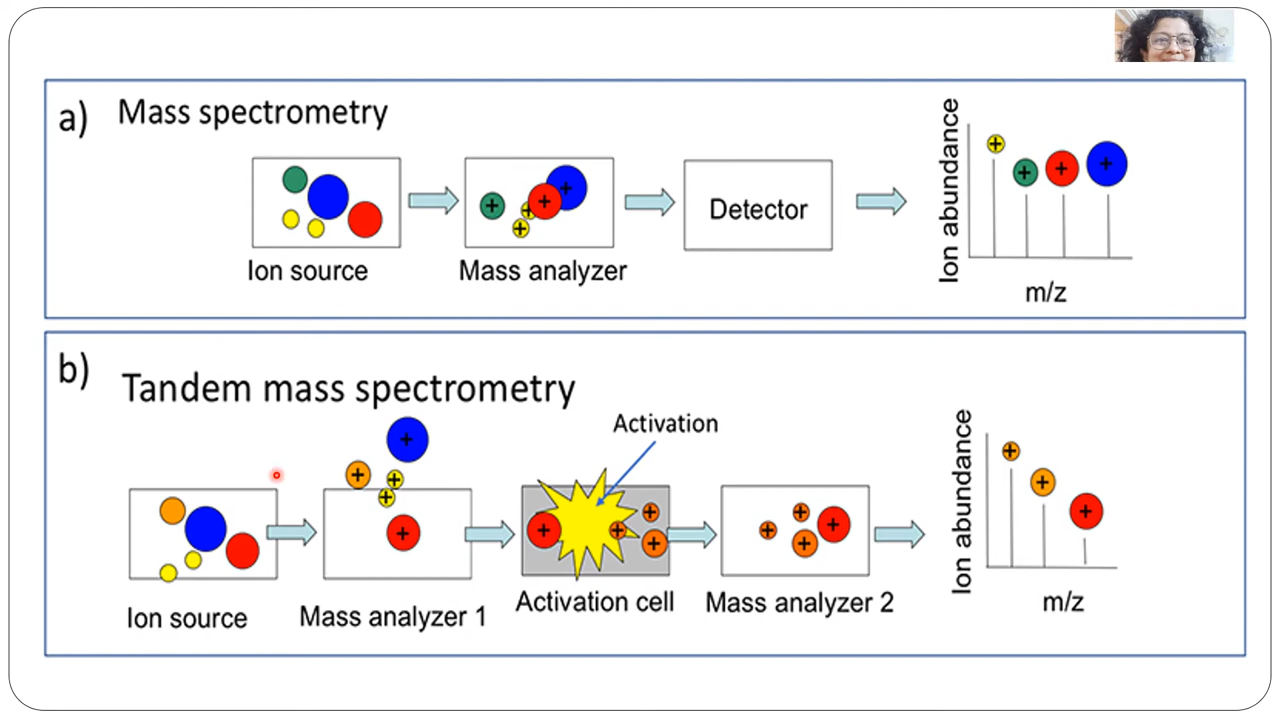 a) Mass spectrometry
Ion source
Mass analyzer
Detector
Ion abundance
m/z
b) Tandem mass spectrometry
Activation
Ion source
Mass analyzer 1
Activation cell
Mass analyzer 2
Ion abundance
m/z